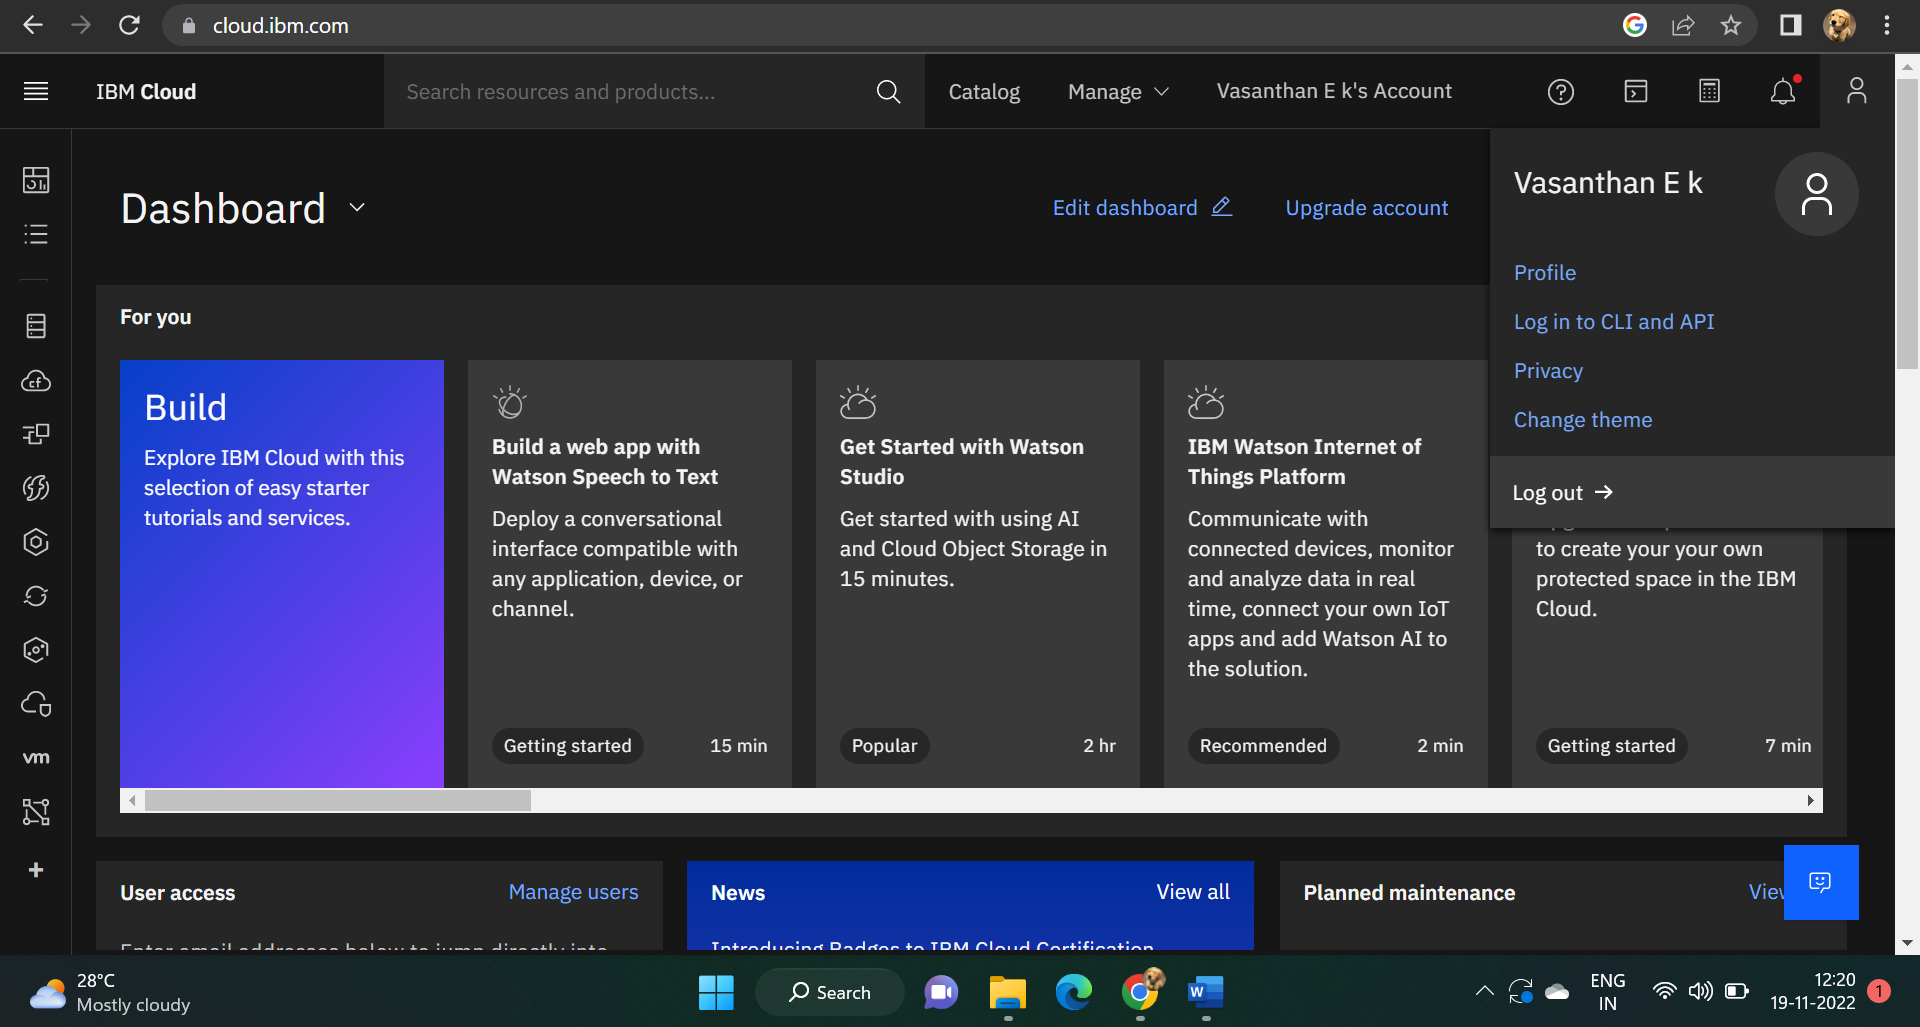 cloud.ibm.com
IBM Cloud
Search resources and products...
Catalog
Manage
Vasanthan E k's Account
Vasanthan E k
Profile
Log in to CLI and API
Privacy
Change theme
Log out
Dashboard
Edit dashboard
Upgrade account
For you
Build
Explore IBM Cloud with this
selection of easy starter
tutorials and services.
Build a web app with
Watson Speech to Text
Deploy a conversational
interface compatible with
any application, device, or
channel.
Getting started
15 min
Get Started with Watson
Studio
Get started with using AI
and Cloud Object Storage in
15 minutes.
Popular
2 hr
IBM Watson Internet of
Things Platform
Communicate with
connected devices, monitor
and analyze data in real
time, connect your own IoT
apps and add Watson AI to
the solution.
Recommended
2 min
to create your your own
protected space in the IBM
Cloud.
Getting started
7 min
cf
vm
User access
Manage users
Enter email addresses below to jump directly into
News
View all
Introducing Badges to IBM Cloud Certification
Planned maintenance
View
28°C
Mostly cloudy
Search
W
ENG
IN
12:20
19-11-2022
1